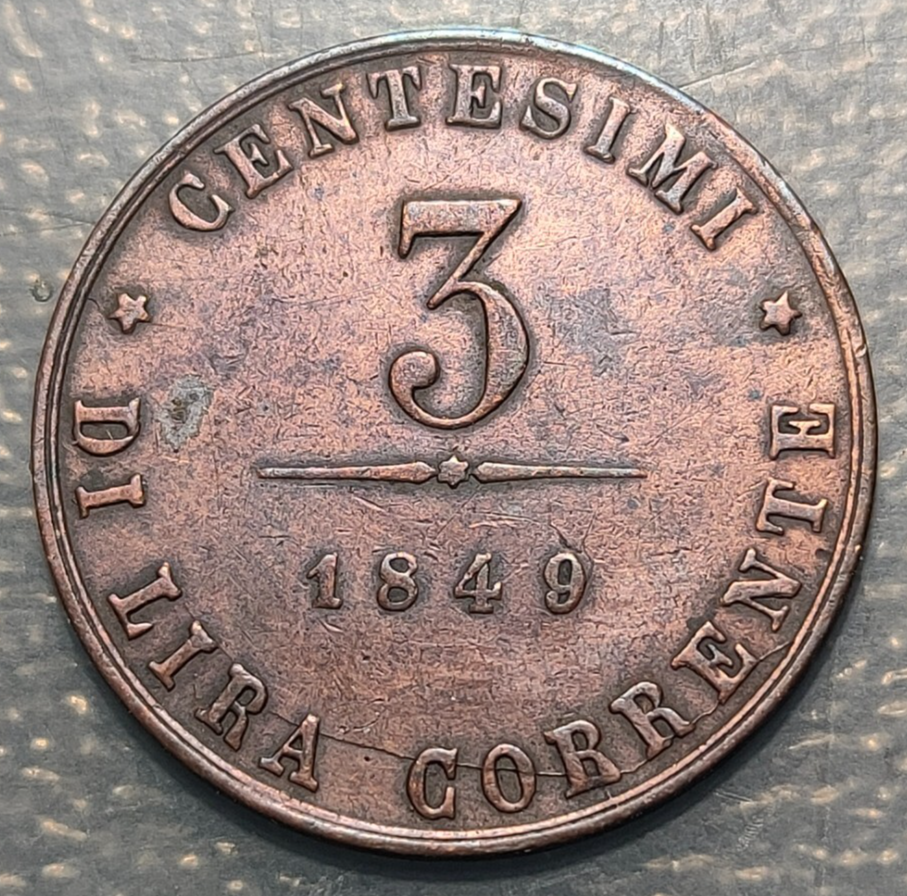 CENTESIMI
3
1849
DI LIRA CORRENTE